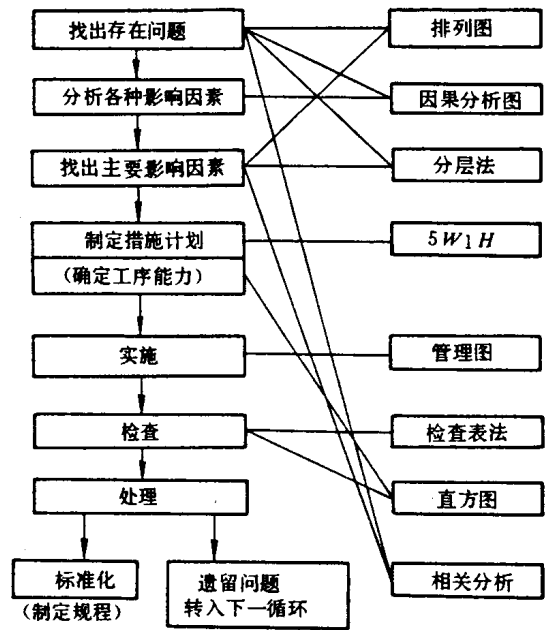 找出存在问题
排列图
分析各种影响因素
因果分析图
找出主要影响因素
分层法
制定措施计划
5W1H
(确定工序能力)
实施
管理图
检查
检查表法
处理
直方图
标准化
(制定规程)
遗留问题
转入下一循环
相关分析